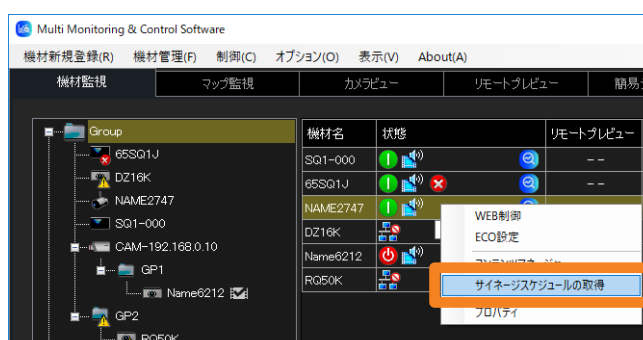 Multi Monitoring & Control Software
機材新規登録(R) 機材管理(F) 制御(C) オプション(O) 表示(V) About(A)
機材監視 マップ監視 カメラビュー リモートプレビュー 簡易
Group
65SQ1J
DZ16K
NAME2747
SQ1-000
CAM-192.168.0.10
GP1
Name6212
GP2
RQ50K
機材名 状態 リモートプレビュー
SQ1-000 --
65SQ1J --
NAME2747
DZ16K
Name6212
RQ50K
WEB制御
ECO設定
サイネージスケジュールの取得
プロパティ